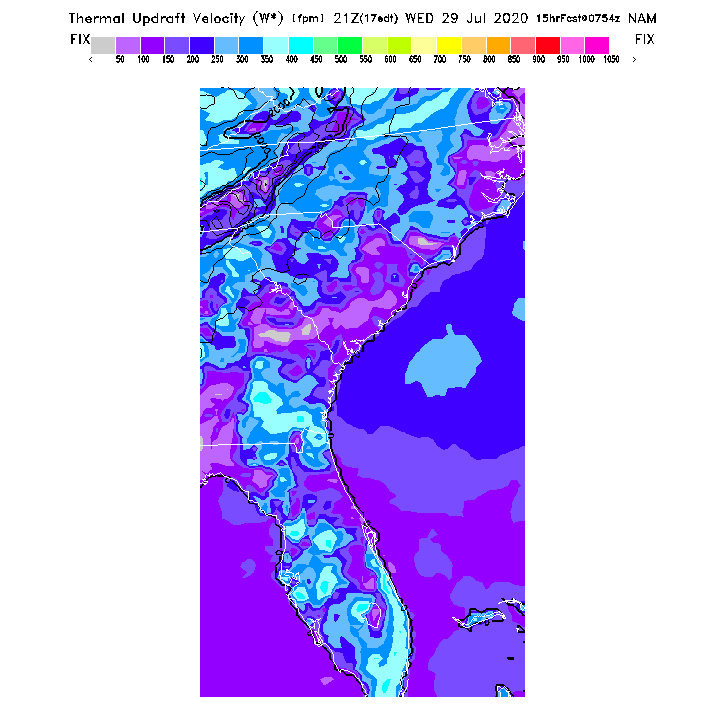 Thermal Updraft Velocity (W*) [fpm] 21Z(17edt) WED 29 Jul 2020 15hrFcst@0754z NAM
FIX FIX
< 50 100 150 200 250 300 350 400 450 500 550 600 650 700 750 800 850 900 950 1000 1050 >
2000